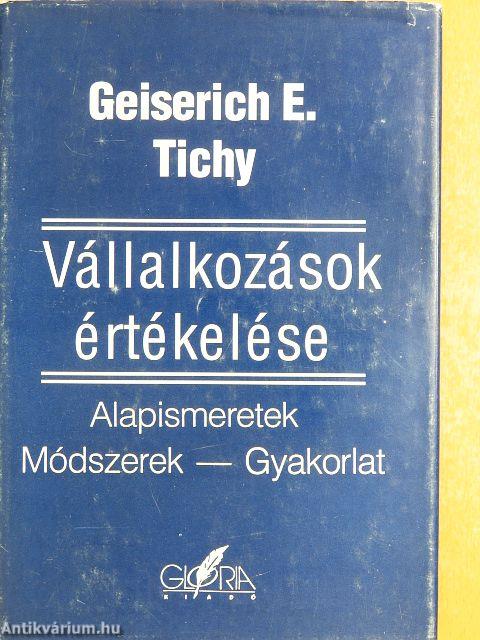 Geiserich E.
Tichy
Vállalkozások
értékelése
Alapismeretek
Módszerek — Gyakorlat
GLORIA
KIADÓ
Antikvárium.hu